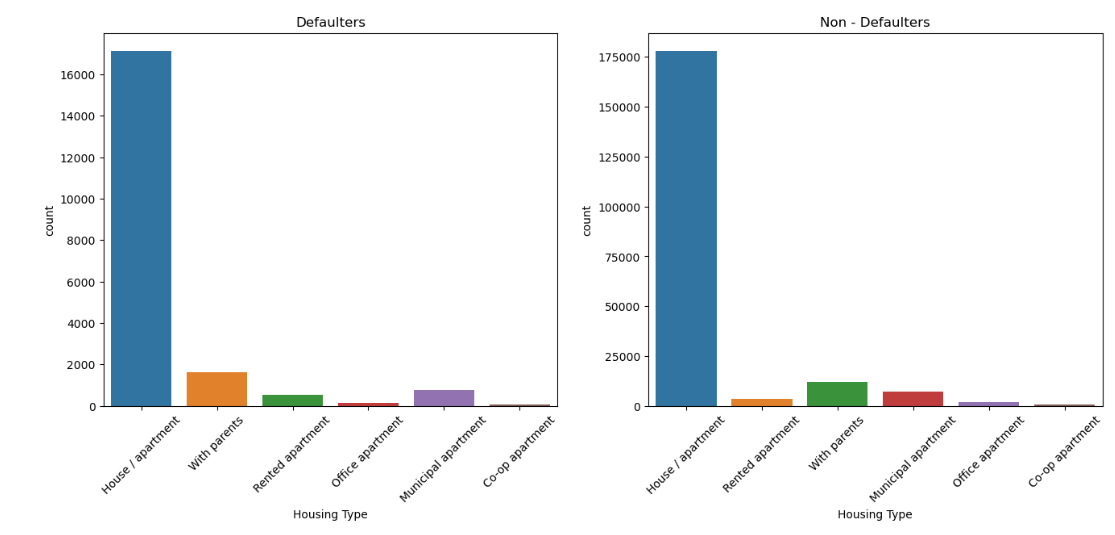 Defaulters
count
16000
14000
12000
10000
8000
6000
4000
2000
0
House / apartment
With parents
Rented apartment
Office apartment
Municipal apartment
Co-op apartment
Housing Type
Non - Defaulters
count
175000
150000
125000
100000
75000
50000
25000
0
House / apartment
Rented apartment
With parents
Municipal apartment
Office apartment
Co-op apartment
Housing Type